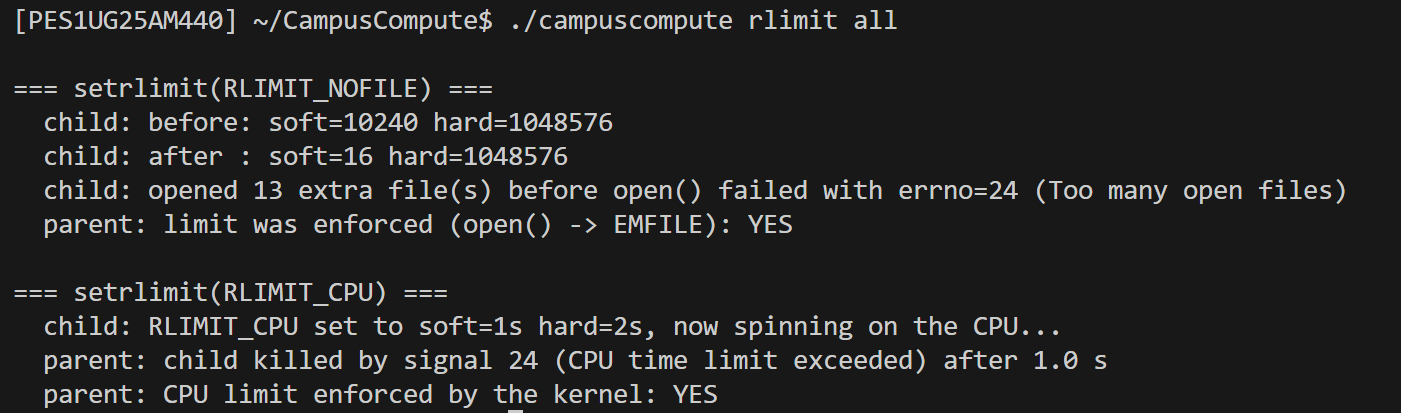 [PES1UG25AM440] ~/CampusCompute$ ./campuscompute rlimit all
=== setrlimit(RLIMIT_NOFILE) ===
child: before: soft=10240 hard=1048576
child: after : soft=16 hard=1048576
child: opened 13 extra file(s) before open() failed with errno=24 (Too many open files)
parent: limit was enforced (open() -> EMFILE): YES
=== setrlimit(RLIMIT_CPU) ===
child: RLIMIT_CPU set to soft=1s hard=2s, now spinning on the CPU...
parent: child killed by signal 24 (CPU time limit exceeded) after 1.0 s
parent: CPU limit enforced by the kernel: YES